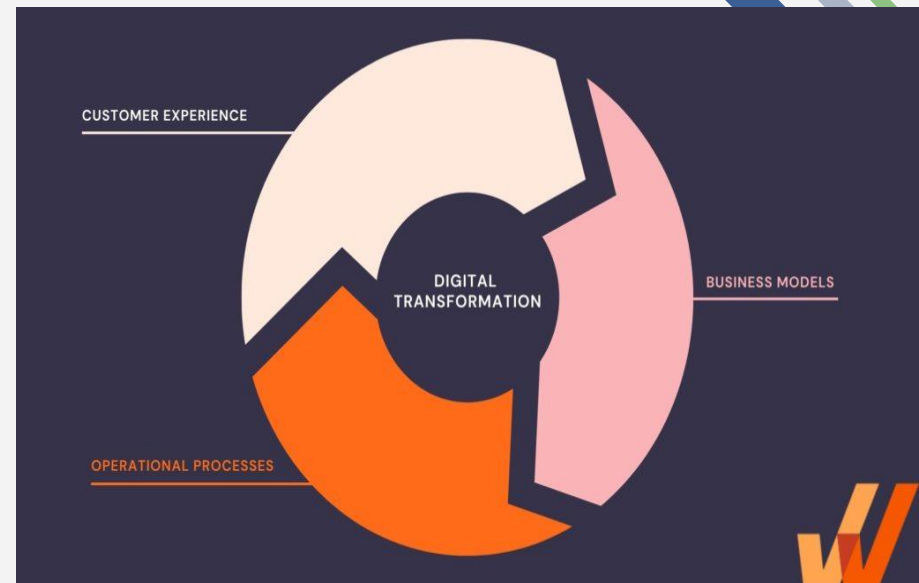 CUSTOMER EXPERIENCE
DIGITAL
TRANSFORMATION
BUSINESS MODELS
OPERATIONAL PROCESSES